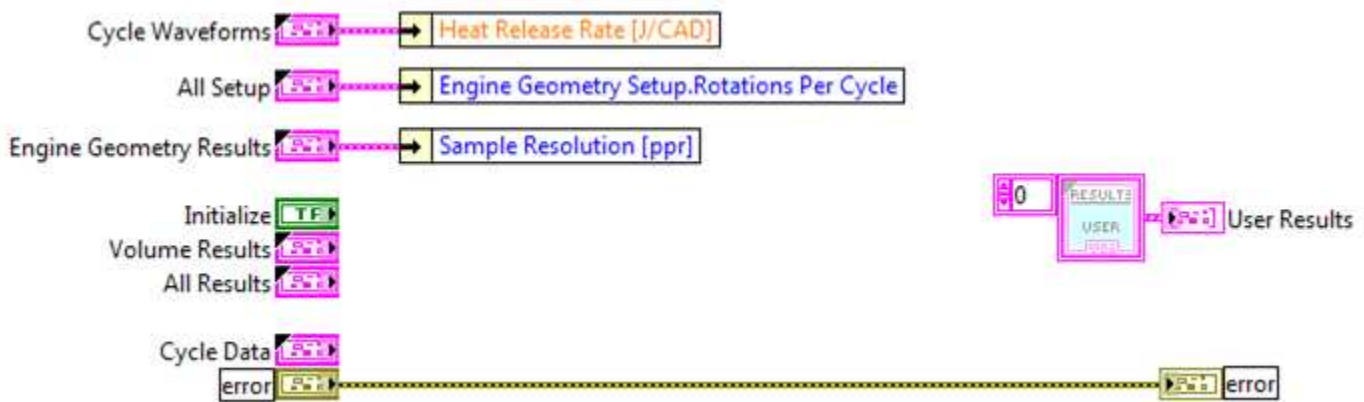 Cycle Waveforms
Heat Release Rate [J/CAD]
All Setup
Engine Geometry Setup.Rotations Per Cycle
Engine Geometry Results
Sample Resolution [ppr]
Initialize TF
0
RESULTS
USER
User Results
Volume Results
All Results
Cycle Data
error
error